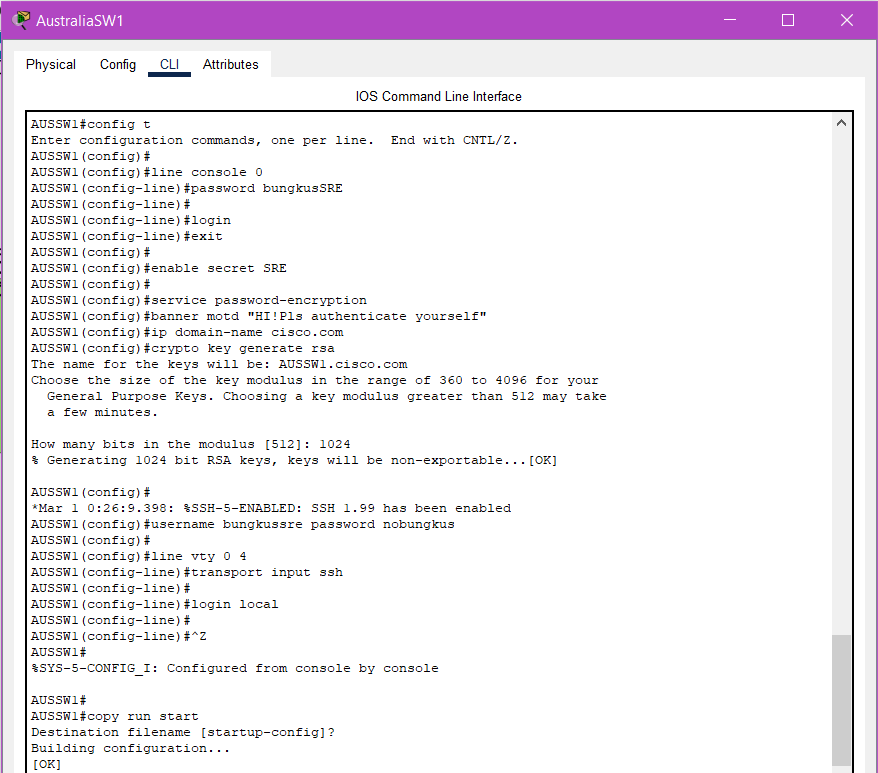 AustraliaSW1
Physical Config CLI Attributes
IOS Command Line Interface
AUSSW1#config t
Enter configuration commands, one per line.  End with CNTL/Z.
AUSSW1(config)#
AUSSW1(config)#line console 0
AUSSW1(config-line)#password bungkusSRE
AUSSW1(config-line)#
AUSSW1(config-line)#login
AUSSW1(config-line)#exit
AUSSW1(config)#
AUSSW1(config)#enable secret SRE
AUSSW1(config)#
AUSSW1(config)#service password-encryption
AUSSW1(config)#banner motd "HI!Pls authenticate yourself"
AUSSW1(config)#ip domain-name cisco.com
AUSSW1(config)#crypto key generate rsa
The name for the keys will be: AUSSW1.cisco.com
Choose the size of the key modulus in the range of 360 to 4096 for your
  General Purpose Keys. Choosing a key modulus greater than 512 may take
  a few minutes.
How many bits in the modulus [512]: 1024
% Generating 1024 bit RSA keys, keys will be non-exportable...[OK]
AUSSW1(config)#
*Mar 1 0:26:9.398: %SSH-5-ENABLED: SSH 1.99 has been enabled
AUSSW1(config)#username bungkussre password nobungkus
AUSSW1(config)#
AUSSW1(config)#line vty 0 4
AUSSW1(config-line)#transport input ssh
AUSSW1(config-line)#
AUSSW1(config-line)#login local
AUSSW1(config-line)#
AUSSW1(config-line)#^Z
AUSSW1#
%SYS-5-CONFIG_I: Configured from console by console
AUSSW1#
AUSSW1#copy run start
Destination filename [startup-config]?
Building configuration...
[OK]